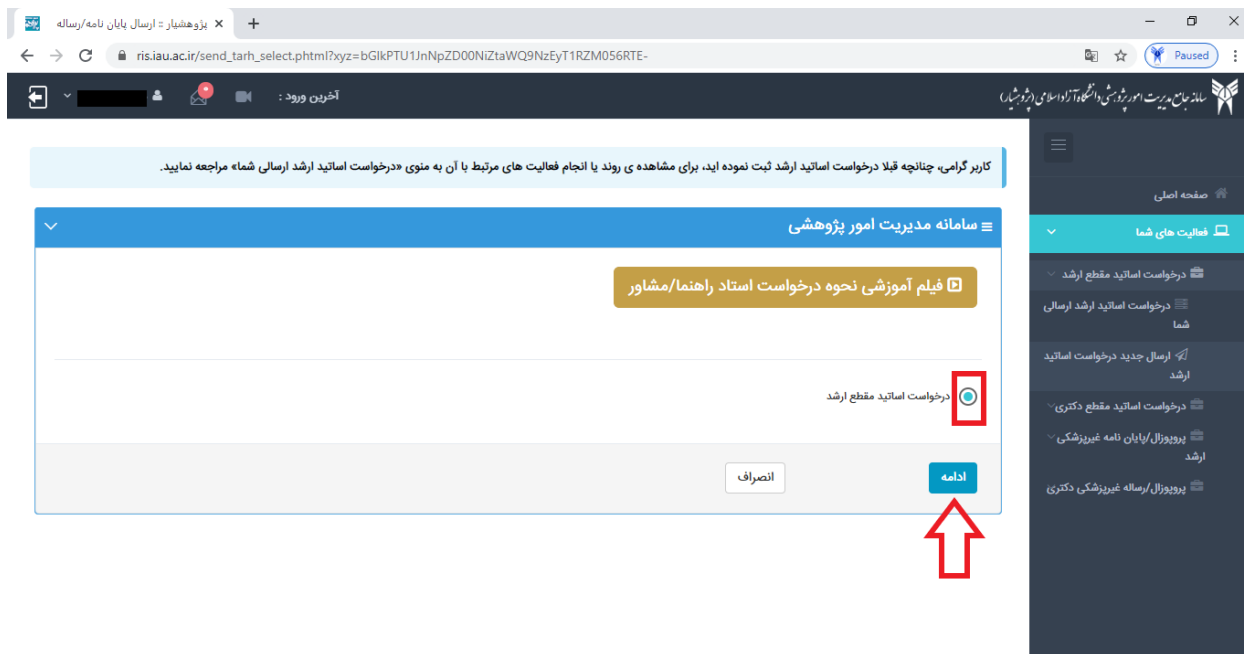 پژوهشیار :: ارسال پایان نامه/رساله
ris.iau.ac.ir/send_tarh_select.phtml?xyz=bGlkPTU1JnNpZD00NiZtaWQ9NzEyT1RZM056RTE-
Paused
سامانه جامع مدیریت امور پژوهشی دانشگاه آزاد اسلامی (پژوهشیار)
آخرین ورود :
صفحه اصلی
فعالیت های شما
درخواست اساتید مقطع ارشد
درخواست اساتید ارشد ارسالی
شما
ارسال جدید درخواست اساتید
ارشد
درخواست اساتید مقطع دکتری
پروپوزال/پایان نامه غیرپزشکی
ارشد
پروپوزال/رساله غیرپزشکی دکتری
کاربر گرامی، چنانچه قبلا درخواست اساتید ارشد ثبت نموده اید، برای مشاهده ی روند یا انجام فعالیت های مرتبط با آن به منوی «درخواست اساتید ارشد ارسالی شما» مراجعه نمایید.
سامانه مدیریت امور پژوهشی
فیلم آموزشی نحوه درخواست استاد راهنما/مشاور
درخواست اساتید مقطع ارشد
ادامه
انصراف